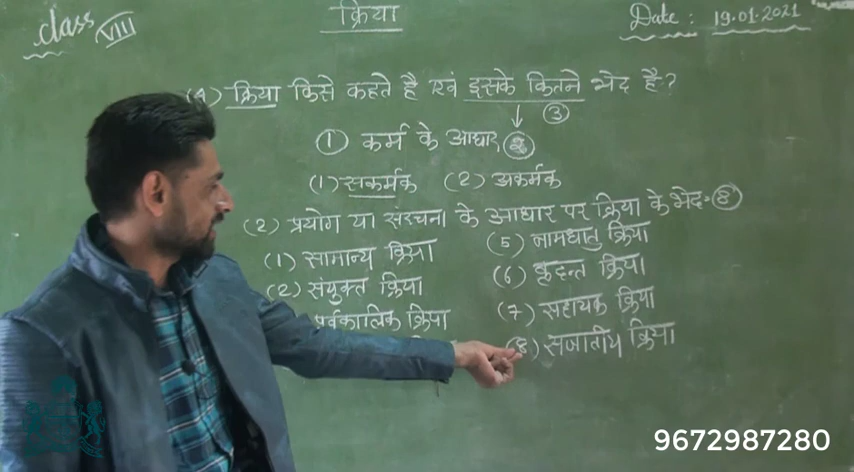 9672987280
class VIII
क्रिया
Date : 19.01.2021
क्रिया किसे कहते है एवं इसके कितने भेद है?
③
① कर्म के आधार ②
(1) सकर्मक (2) अकर्मक
(2) प्रयोग या संरचना के आधार पर क्रिया के भेद = ⑧
(1) सामान्य क्रिया (5) नामधातु क्रिया
(2) संयुक्त क्रिया (6) कृदन्त क्रिया
पूर्वकालिक क्रिया (7) सहायक क्रिया
(8) सजातीय क्रिया
9672987280